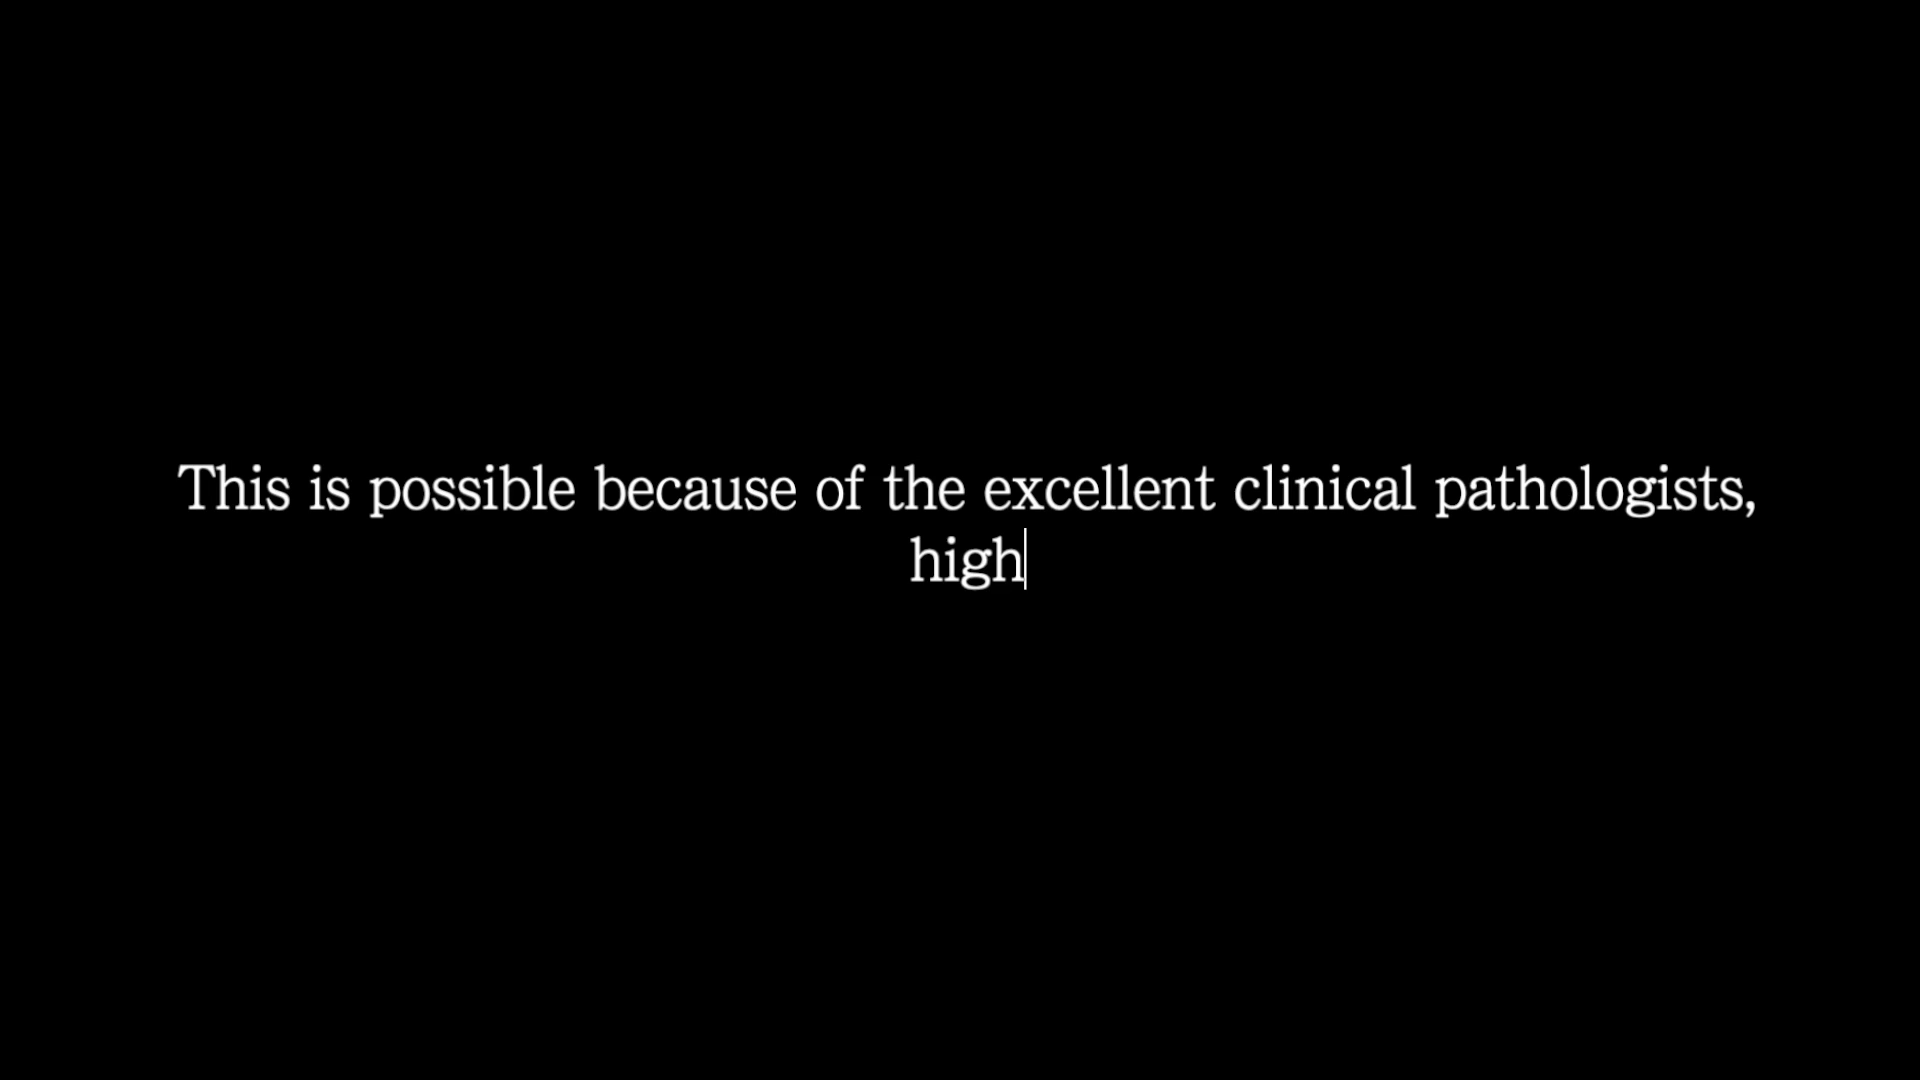 This is possible because of the excellent clinical pathologists,
high